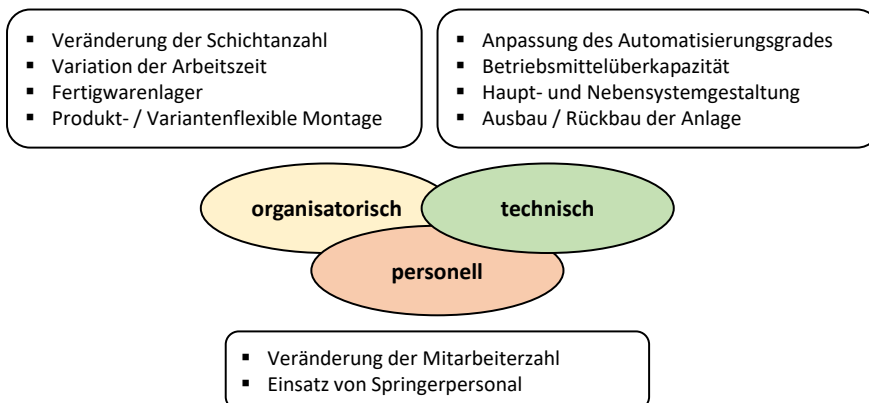 ▪ Veränderung der Schichtanzahl
▪ Variation der Arbeitszeit
▪ Fertigwarenlager
▪ Produkt- / Variantenflexible Montage
▪ Anpassung des Automatisierungsgrades
▪ Betriebsmittelüberkapazität
▪ Haupt- und Nebensystemgestaltung
▪ Ausbau / Rückbau der Anlage
organisatorisch
technisch
personell
▪ Veränderung der Mitarbeiterzahl
▪ Einsatz von Springerpersonal